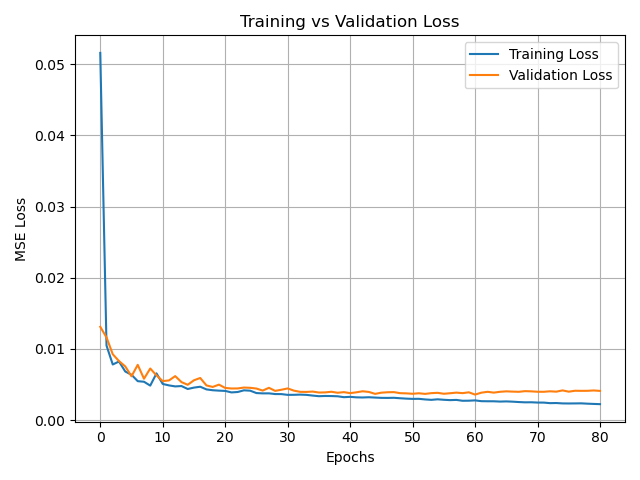 Training vs Validation Loss
Training Loss
Validation Loss
MSE Loss
0.05
0.04
0.03
0.02
0.01
0.00
0 10 20 30 40 50 60 70 80
Epochs